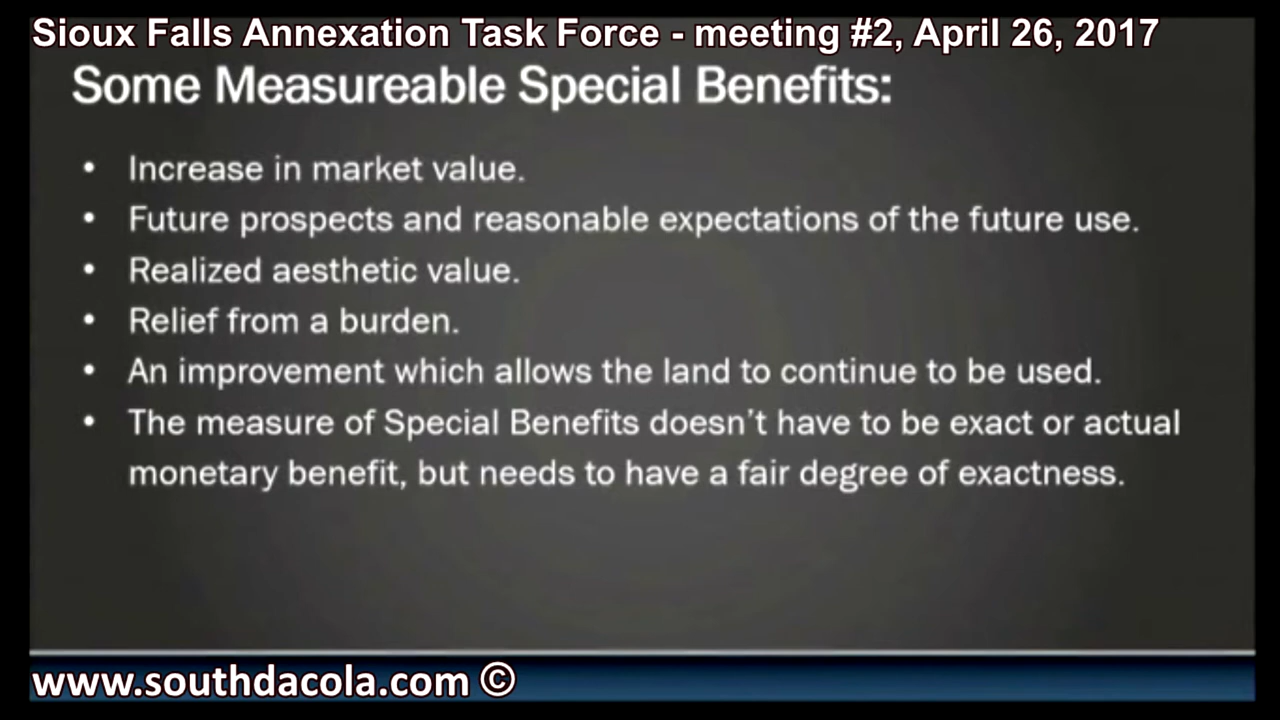 Sioux Falls Annexation Task Force - meeting #2, April 26, 2017
Some Measureable Special Benefits:
• Increase in market value.
• Future prospects and reasonable expectations of the future use.
• Realized aesthetic value.
• Relief from a burden.
• An improvement which allows the land to continue to be used.
• The measure of Special Benefits doesn't have to be exact or actual
monetary benefit, but needs to have a fair degree of exactness.
www.southdacola.com ©